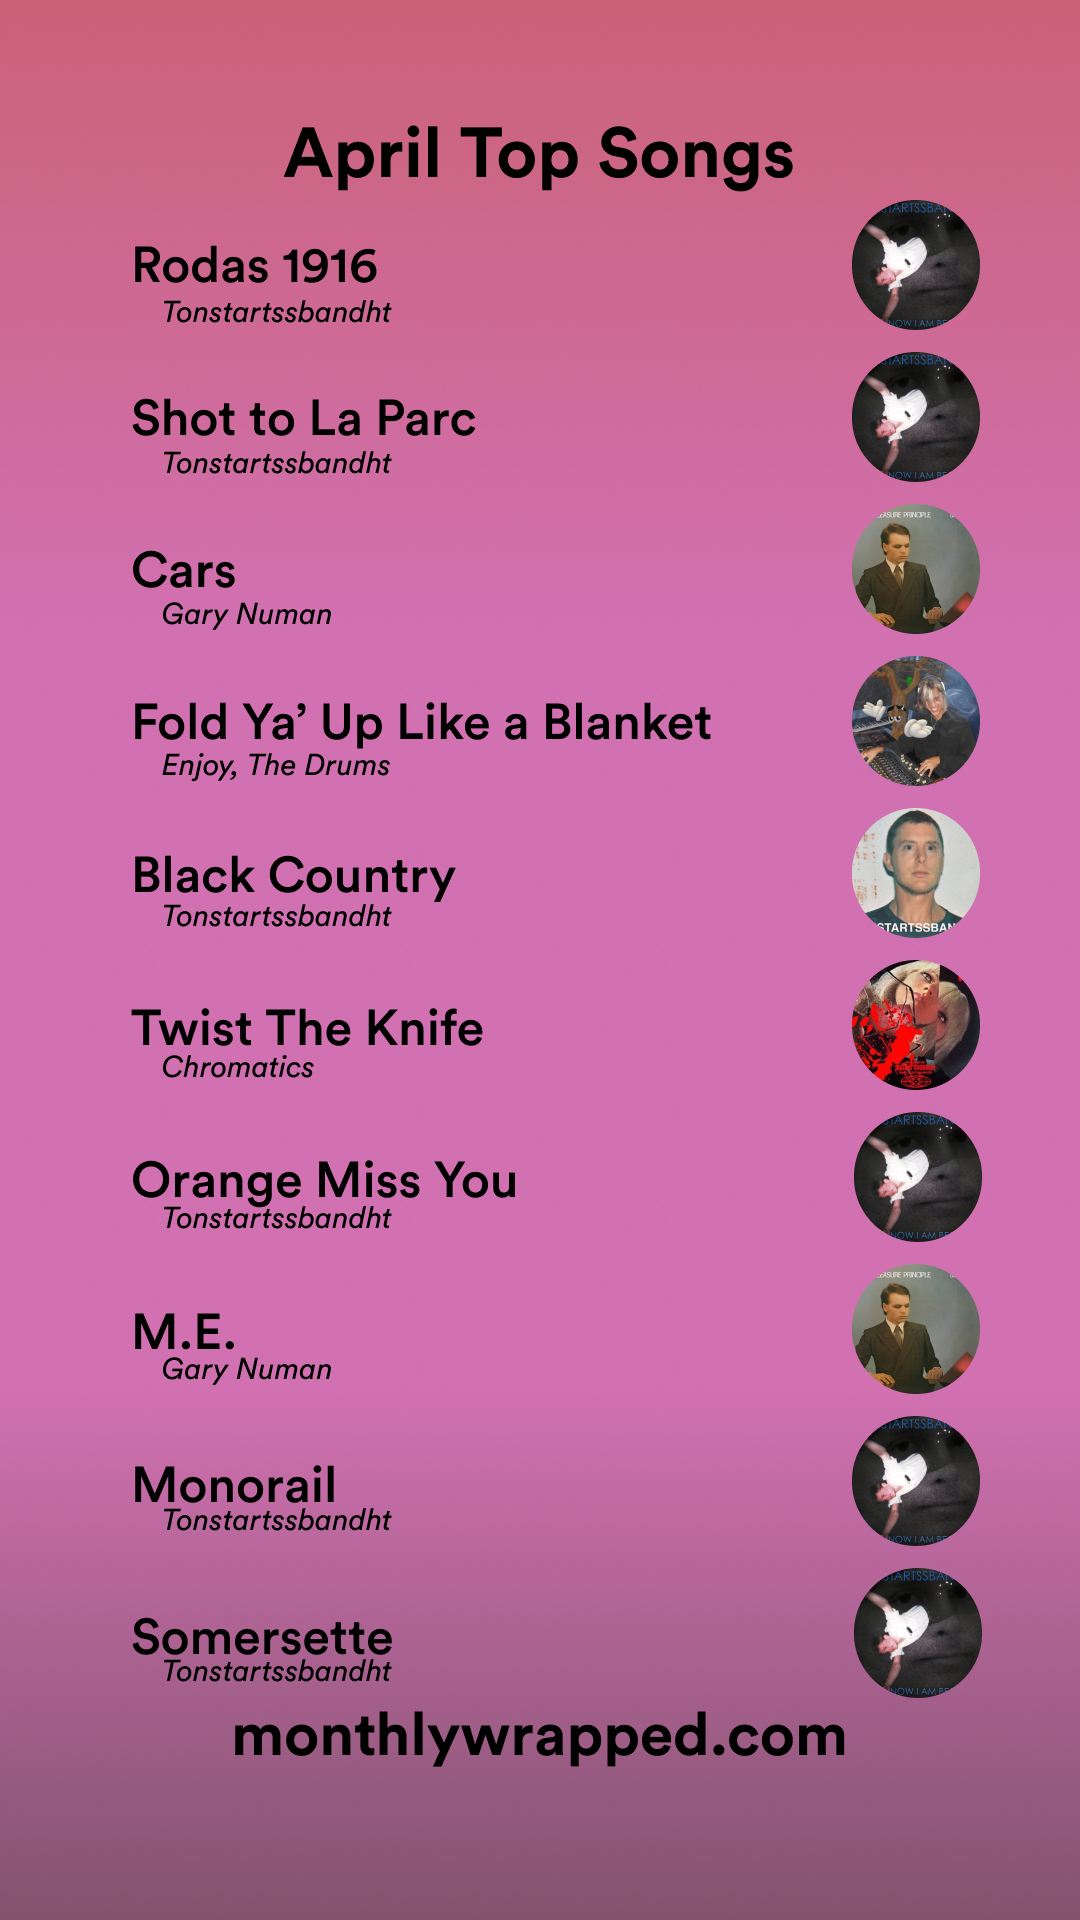 April Top Songs
Rodas 1916
Tonstartssbandht
Shot to La Parc
Tonstartssbandht
Cars
Gary Numan
Fold Ya’ Up Like a Blanket
Enjoy, The Drums
Black Country
Tonstartssbandht
Twist The Knife
Chromatics
Orange Miss You
Tonstartssbandht
M.E.
Gary Numan
Monorail
Tonstartssbandht
Somersette
Tonstartssbandht
monthlywrapped.com